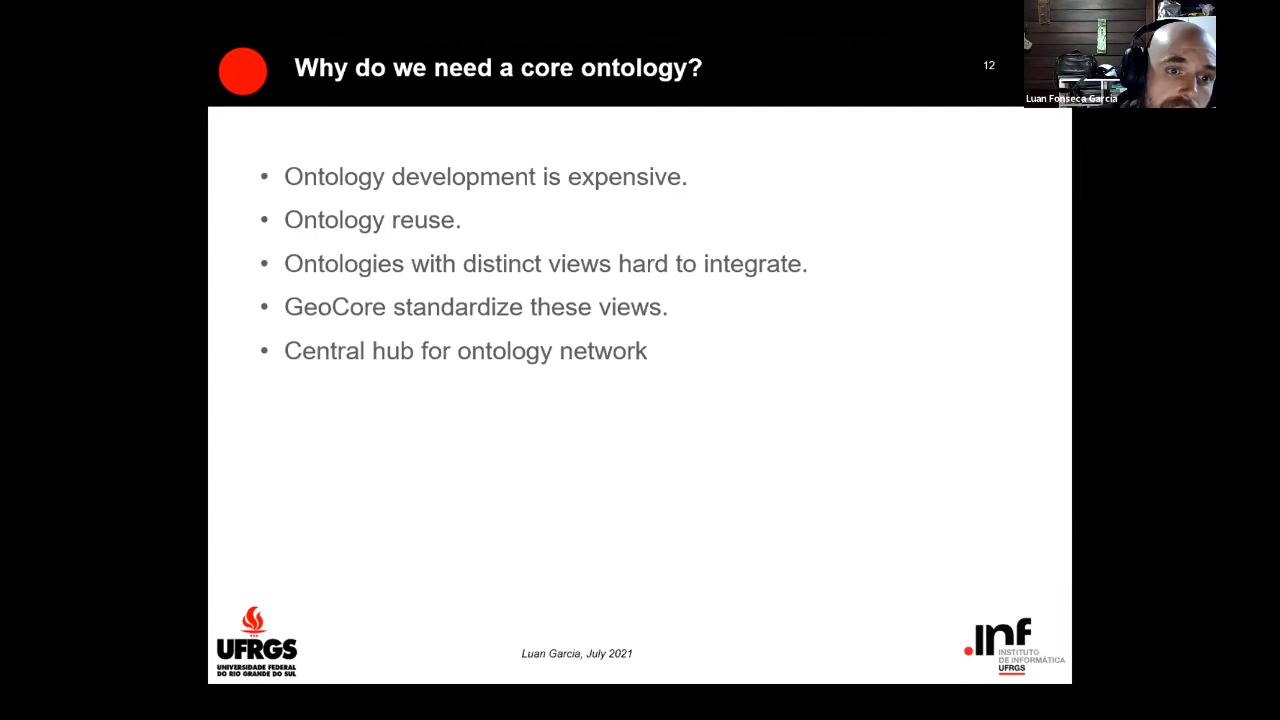 Why do we need a core ontology?
12
Luan Fonseca Garcia
• Ontology development is expensive.
• Ontology reuse.
• Ontologies with distinct views hard to integrate.
• GeoCore standardize these views.
• Central hub for ontology network
UFRGS
UNIVERSIDADE FEDERAL
DO RIO GRANDE DO SUL
Luan Garcia, July 2021
.inf
INSTITUTO
DE INFORMÁTICA
UFRGS